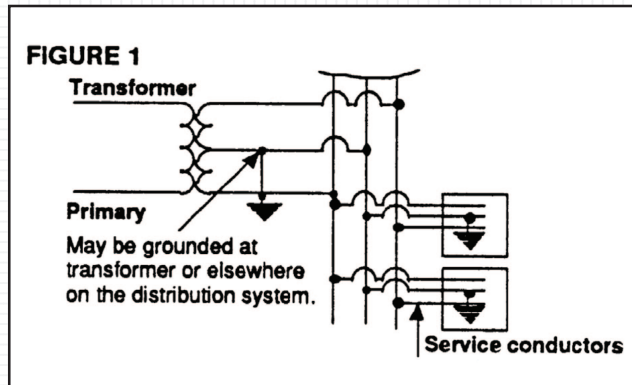 FIGURE 1
Transformer
Primary
May be grounded at
transformer or elsewhere
on the distribution system.
Service conductors